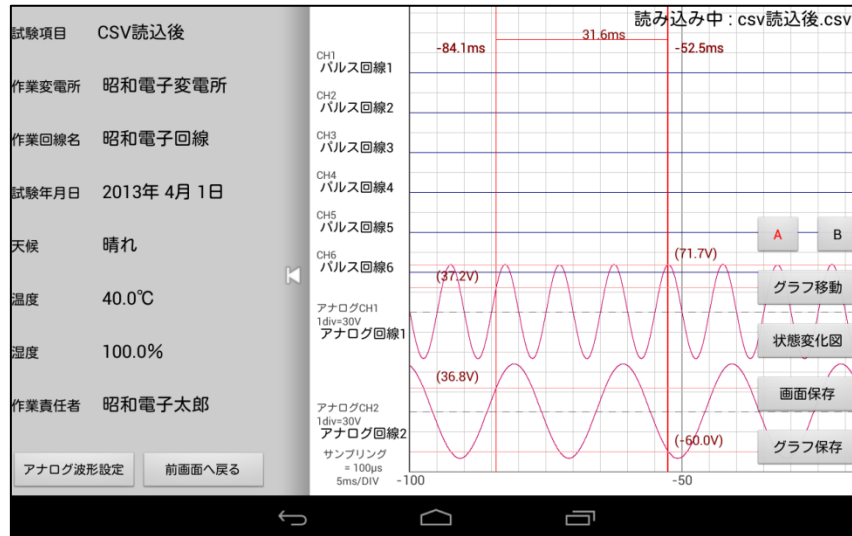 試験項目 CSV読込後
作業変電所 昭和電子変電所
作業回線名 昭和電子回線
試験年月日 2013年 4月 1日
天候 晴れ
温度 40.0℃
湿度 100.0%
作業責任者 昭和電子太郎
アナログ波形設定 前画面へ戻る
読み込み中 : csv読込後.csv
31.6ms
-84.1ms -52.5ms
CH1
パルス回線1
CH2
パルス回線2
CH3
パルス回線3
CH4
パルス回線4
CH5
パルス回線5
CH6
パルス回線6
(71.7V)
(37.2V)
アナログCH1
1div=30V
アナログ回線1
(36.8V)
アナログCH2
1div=30V
アナログ回線2
(-60.0V)
サンプリング
= 100μs
5ms/DIV
-100 -50
A B
グラフ移動
状態変化図
画面保存
グラフ保存